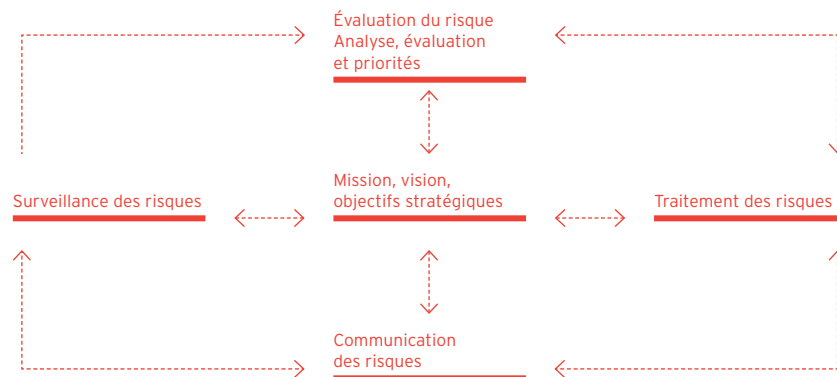 Évaluation du risque
Analyse, évaluation
et priorités
Surveillance des risques
Mission, vision,
objectifs stratégiques
Traitement des risques
Communication
des risques